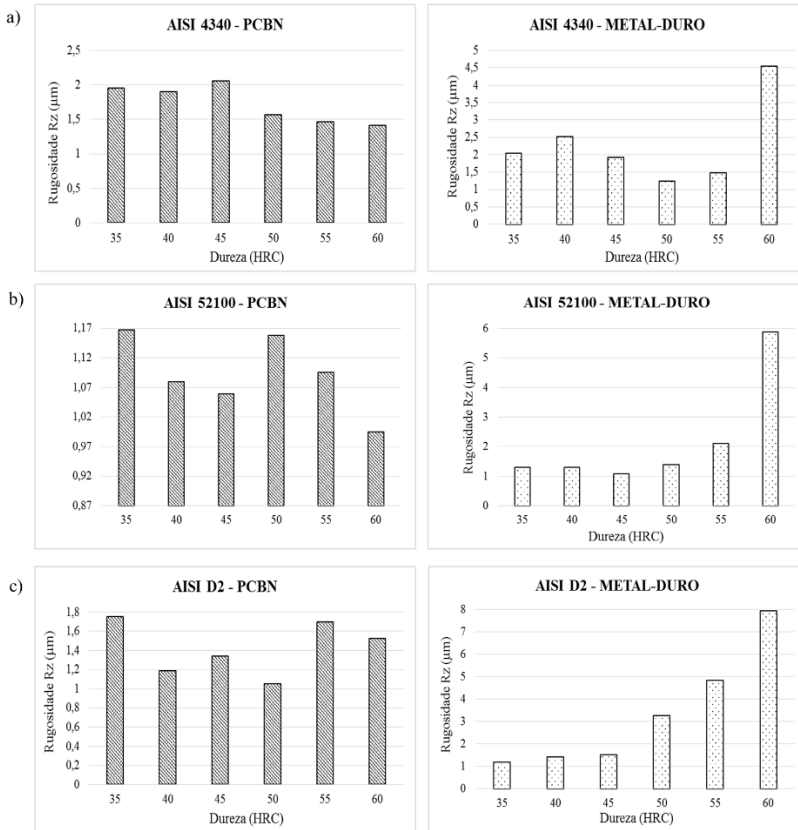 a)
AISI 4340 - PCBN
Rugosidade Rz (µm)
2,5
2
1,5
1
0,5
0
35 40 45 50 55 60
Dureza (HRC)
AISI 4340 - METAL-DURO
Rugosidade Rz (µm)
5
4,5
4
3,5
3
2,5
2
1,5
1
0,5
0
35 40 45 50 55 60
Dureza (HRC)
b)
AISI 52100 - PCBN
Rugosidade Rz (µm)
1,17
1,12
1,07
1,02
0,97
0,92
0,87
35 40 45 50 55 60
AISI 52100 - METAL-DURO
Rugosidade Rz (µm)
6
5
4
3
2
1
0
35 40 45 50 55 60
Dureza (HRC)
c)
AISI D2 - PCBN
Rugosidade Rz (µm)
1,8
1,6
1,4
1,2
1
0,8
0,6
0,4
0,2
0
35 40 45 50 55 60
AISI D2 - METAL-DURO
Rugosidade Rz (µm)
8
7
6
5
4
3
2
1
0
35 40 45 50 55 60
Dureza (HRC)